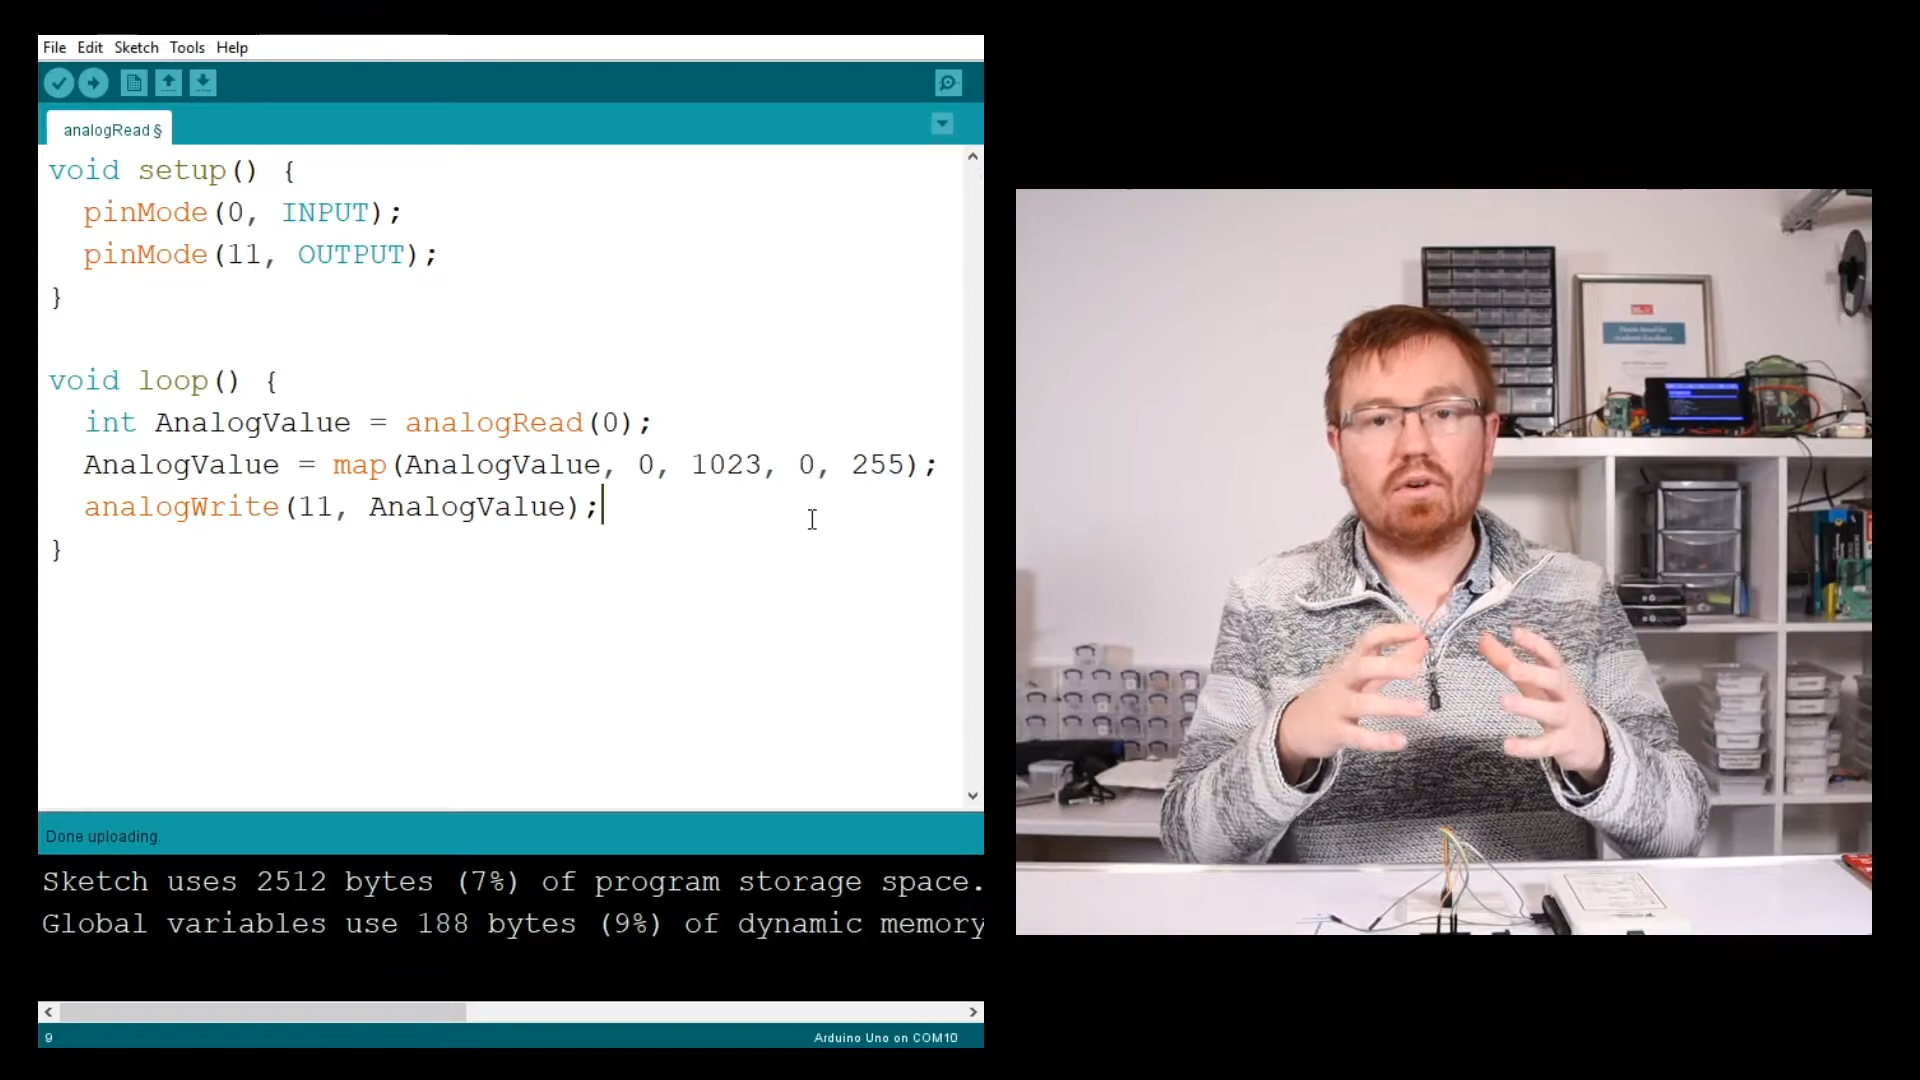 File Edit Sketch Tools Help
analogRead §
void setup() {
pinMode(0, INPUT);
pinMode(11, OUTPUT);
}
void loop() {
int AnalogValue = analogRead(0);
AnalogValue = map(AnalogValue, 0, 1023, 0, 255);
analogWrite(11, AnalogValue);
}
Done uploading.
Sketch uses 2512 bytes (7%) of program storage space.
Global variables use 188 bytes (9%) of dynamic memory
9
Arduino Uno on COM10